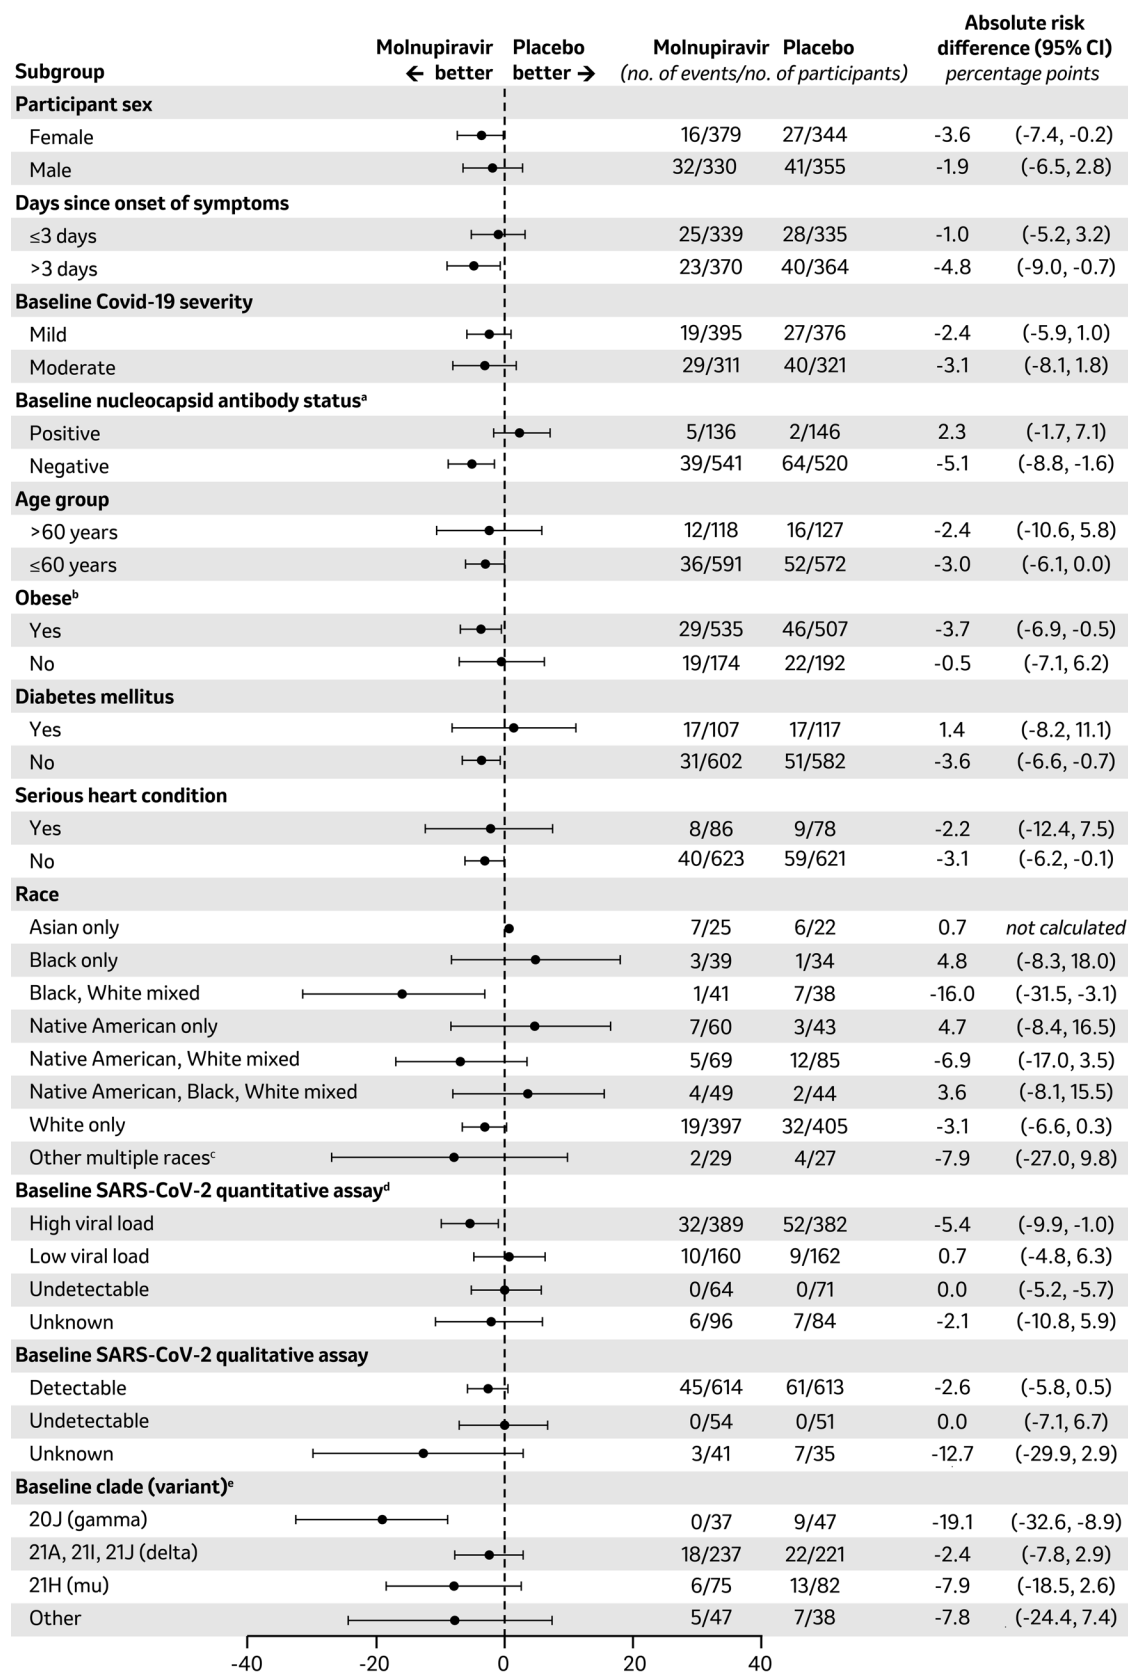 Absolute risk
Molnupiravir Placebo Molnupiravir Placebo difference (95% CI)
Subgroup ← better better → (no. of events/no. of participants) percentage points
Participant sex
Female 16/379 27/344 -3.6 (-7.4, -0.2)
Male 32/330 41/355 -1.9 (-6.5, 2.8)
Days since onset of symptoms
≤3 days 25/339 28/335 -1.0 (-5.2, 3.2)
>3 days 23/370 40/364 -4.8 (-9.0, -0.7)
Baseline Covid-19 severity
Mild 19/395 27/376 -2.4 (-5.9, 1.0)
Moderate 29/311 40/321 -3.1 (-8.1, 1.8)
Baseline nucleocapsid antibody statusᵃ
Positive 5/136 2/146 2.3 (-1.7, 7.1)
Negative 39/541 64/520 -5.1 (-8.8, -1.6)
Age group
>60 years 12/118 16/127 -2.4 (-10.6, 5.8)
≤60 years 36/591 52/572 -3.0 (-6.1, 0.0)
Obeseᵇ
Yes 29/535 46/507 -3.7 (-6.9, -0.5)
No 19/174 22/192 -0.5 (-7.1, 6.2)
Diabetes mellitus
Yes 17/107 17/117 1.4 (-8.2, 11.1)
No 31/602 51/582 -3.6 (-6.6, -0.7)
Serious heart condition
Yes 8/86 9/78 -2.2 (-12.4, 7.5)
No 40/623 59/621 -3.1 (-6.2, -0.1)
Race
Asian only 7/25 6/22 0.7 not calculated
Black only 3/39 1/34 4.8 (-8.3, 18.0)
Black, White mixed 1/41 7/38 -16.0 (-31.5, -3.1)
Native American only 7/60 3/43 4.7 (-8.4, 16.5)
Native American, White mixed 5/69 12/85 -6.9 (-17.0, 3.5)
Native American, Black, White mixed 4/49 2/44 3.6 (-8.1, 15.5)
White only 19/397 32/405 -3.1 (-6.6, 0.3)
Other multiple racesᶜ 2/29 4/27 -7.9 (-27.0, 9.8)
Baseline SARS-CoV-2 quantitative assayᵈ
High viral load 32/389 52/382 -5.4 (-9.9, -1.0)
Low viral load 10/160 9/162 0.7 (-4.8, 6.3)
Undetectable 0/64 0/71 0.0 (-5.2, -5.7)
Unknown 6/96 7/84 -2.1 (-10.8, 5.9)
Baseline SARS-CoV-2 qualitative assay
Detectable 45/614 61/613 -2.6 (-5.8, 0.5)
Undetectable 0/54 0/51 0.0 (-7.1, 6.7)
Unknown 3/41 7/35 -12.7 (-29.9, 2.9)
Baseline clade (variant)ᵉ
20J (gamma) 0/37 9/47 -19.1 (-32.6, -8.9)
21A, 21I, 21J (delta) 18/237 22/221 -2.4 (-7.8, 2.9)
21H (mu) 6/75 13/82 -7.9 (-18.5, 2.6)
Other 5/47 7/38 -7.8 (-24.4, 7.4)
-40 -20 0 20 40